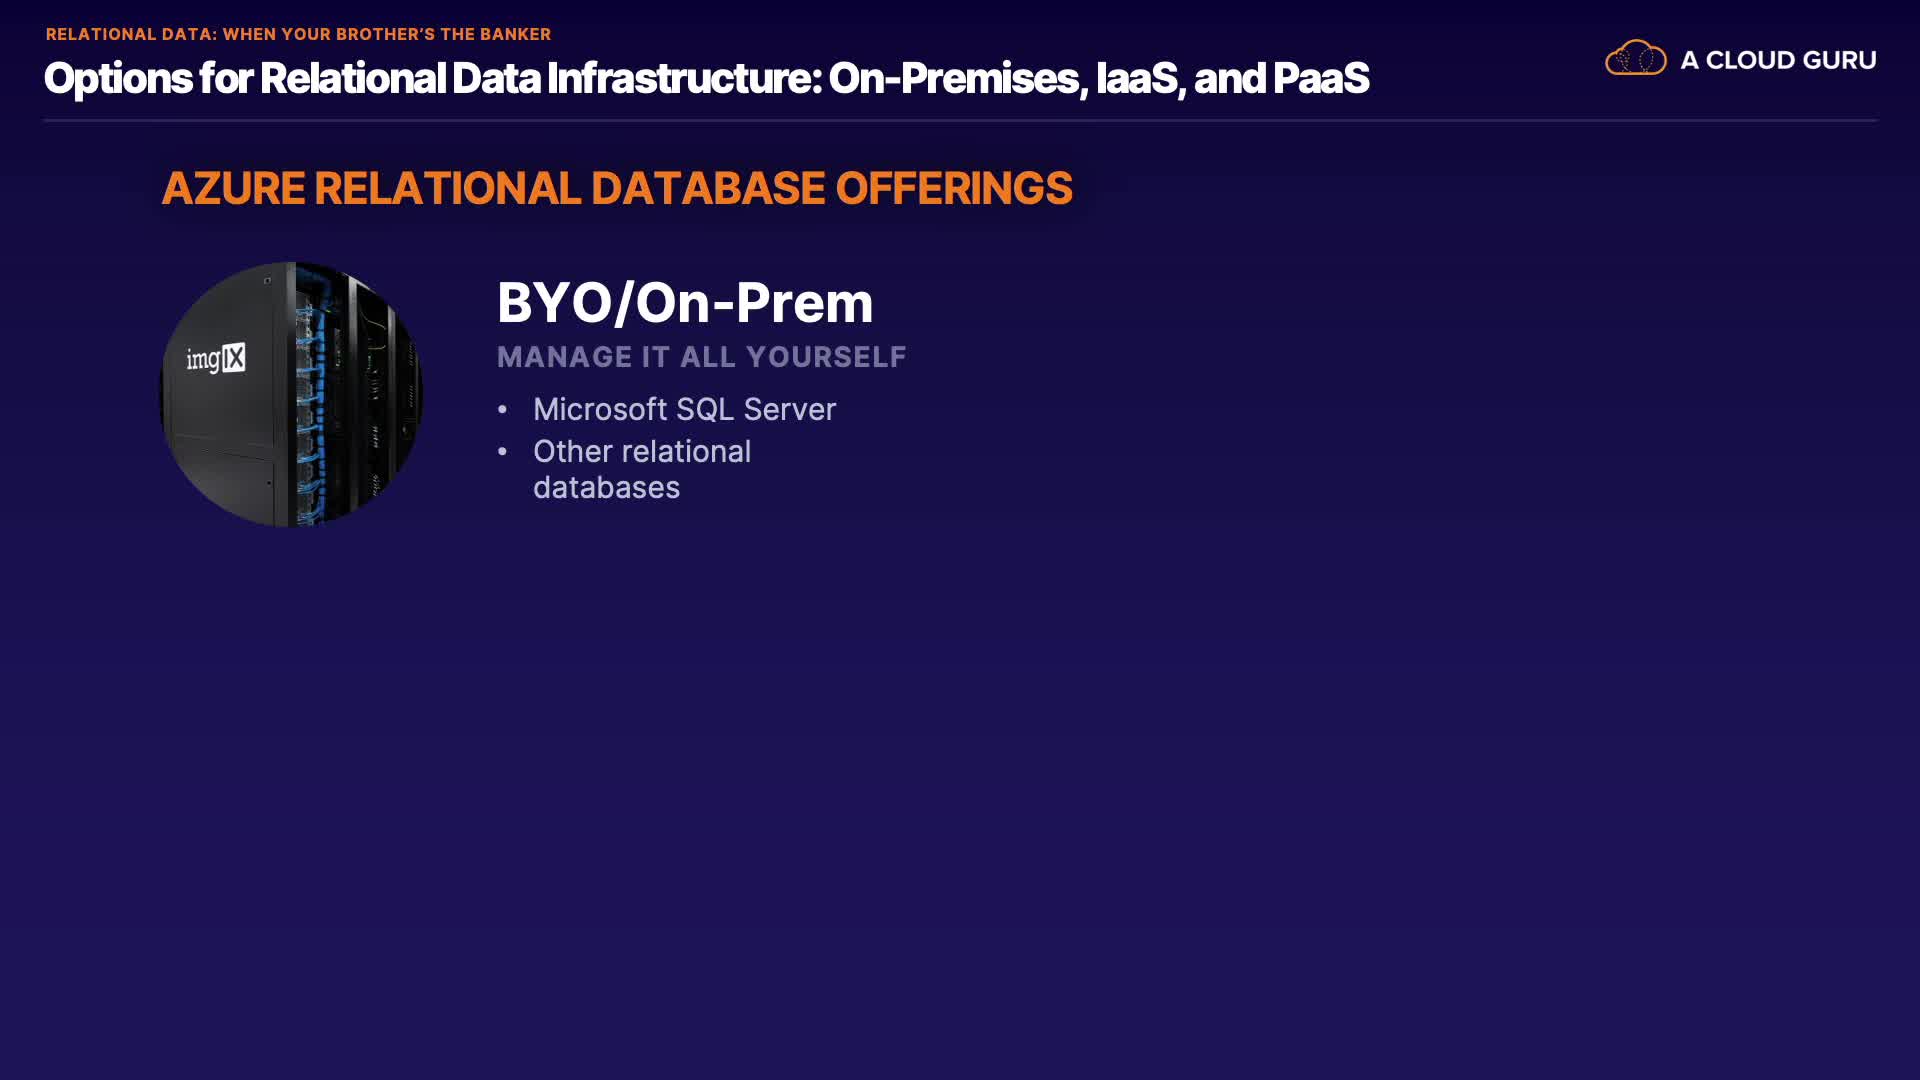 RELATIONAL DATA: WHEN YOUR BROTHER’S THE BANKER
Options for Relational Data Infrastructure: On-Premises, IaaS, and PaaS
A CLOUD GURU
AZURE RELATIONAL DATABASE OFFERINGS
imgIX
BYO/On-Prem
MANAGE IT ALL YOURSELF
• Microsoft SQL Server
• Other relational
databases